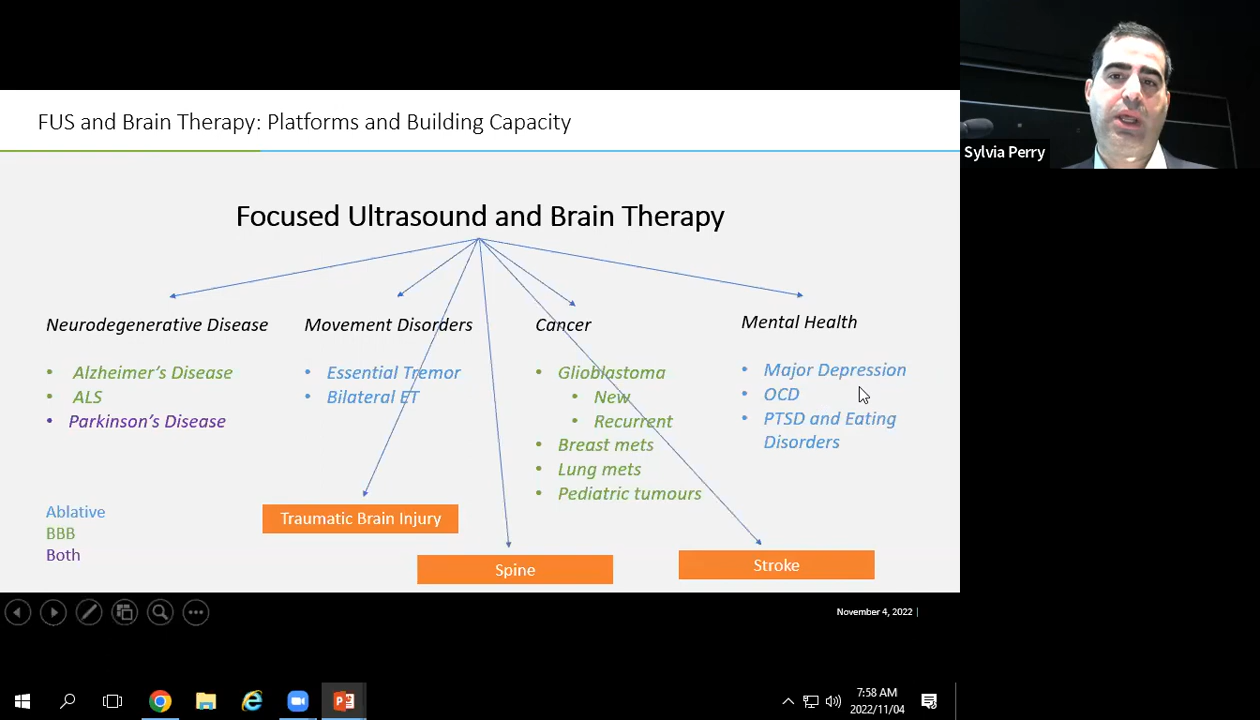 FUS and Brain Therapy: Platforms and Building Capacity
Sylvia Perry
Focused Ultrasound and Brain Therapy
Neurodegenerative Disease
• Alzheimer's Disease
• ALS
• Parkinson's Disease
Movement Disorders
• Essential Tremor
• Bilateral ET
Cancer
• Glioblastoma
• New
• Recurrent
• Breast mets
• Lung mets
• Pediatric tumours
Mental Health
• Major Depression
• OCD
• PTSD and Eating
Disorders
Ablative
BBB
Both
Traumatic Brain Injury
Spine
Stroke
November 4, 2022 |
7:58 AM
2022/11/04